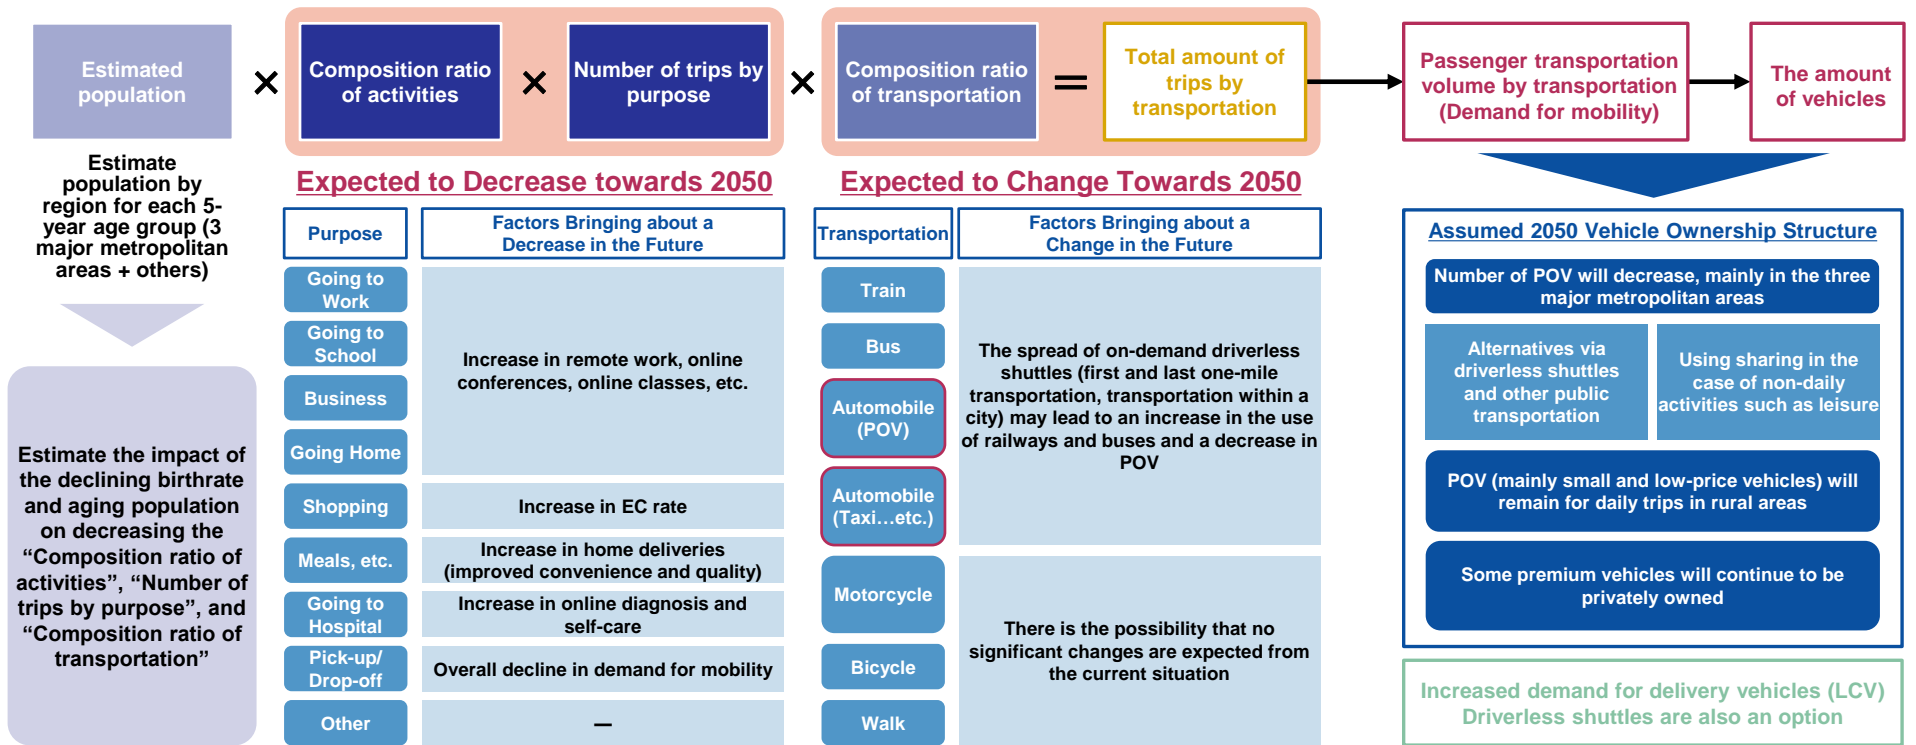 Estimated
population
×
Composition ratio
of activities
×
Number of trips by
purpose
×
Composition ratio
of transportation
=
Total amount of
trips by
transportation
Passenger transportation
volume by transportation
(Demand for mobility)
The amount
of vehicles
Estimate
population by
region for each 5-
year age group (3
major metropolitan
areas + others)
Estimate the impact of
the declining birthrate
and aging population
on decreasing the
“Composition ratio of
activities”, “Number of
trips by purpose”, and
“Composition ratio of
transportation”
Expected to Decrease towards 2050
Purpose
Factors Bringing about a
Decrease in the Future
Going to
Work
Going to
School
Business
Going Home
Increase in remote work, online
conferences, online classes, etc.
Shopping
Increase in EC rate
Meals, etc.
Increase in home deliveries
(improved convenience and quality)
Going to
Hospital
Increase in online diagnosis and
self-care
Pick-up/
Drop-off
Overall decline in demand for mobility
Other
—
Expected to Change Towards 2050
Transportation
Factors Bringing about a
Change in the Future
Train
Bus
Automobile
(POV)
Automobile
(Taxi…etc.)
The spread of on-demand driverless
shuttles (first and last one-mile
transportation, transportation within a
city) may lead to an increase in the use
of railways and buses and a decrease in
POV
Motorcycle
Bicycle
Walk
There is the possibility that no
significant changes are expected from
the current situation
Assumed 2050 Vehicle Ownership Structure
Number of POV will decrease, mainly in the three
major metropolitan areas
Alternatives via
driverless shuttles
and other public
transportation
Using sharing in the
case of non-daily
activities such as leisure
POV (mainly small and low-price vehicles) will
remain for daily trips in rural areas
Some premium vehicles will continue to be
privately owned
Increased demand for delivery vehicles (LCV)
Driverless shuttles are also an option